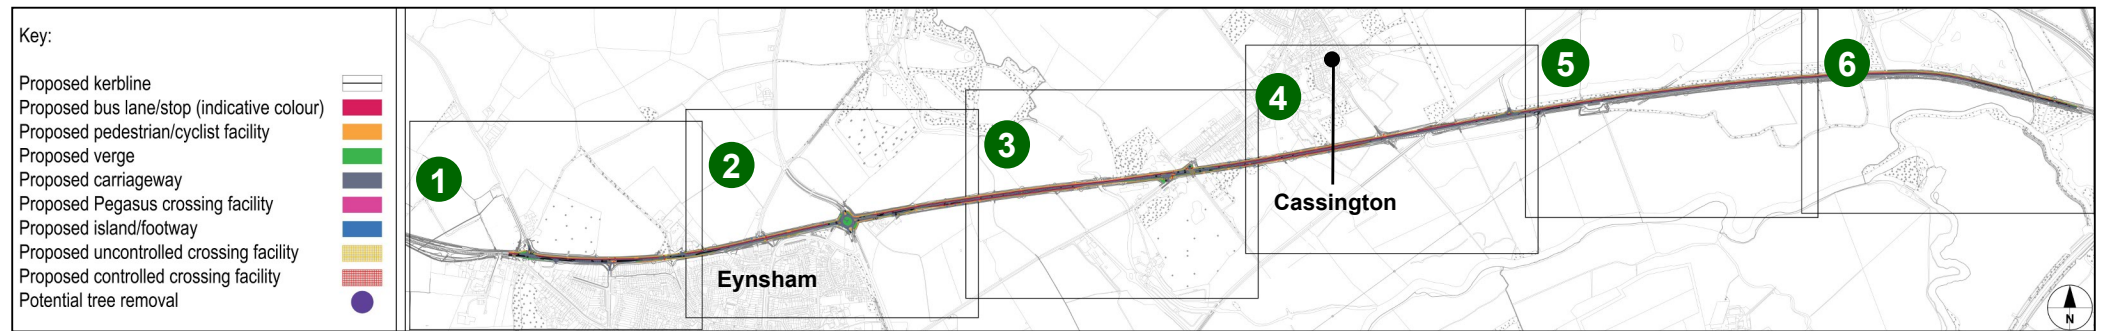 Key:
Proposed kerbline
Proposed bus lane/stop (indicative colour)
Proposed pedestrian/cyclist facility
Proposed verge
Proposed carriageway
Proposed Pegasus crossing facility
Proposed island/footway
Proposed uncontrolled crossing facility
Proposed controlled crossing facility
Potential tree removal
1
2
3
4
5
6
Eynsham
Cassington
N